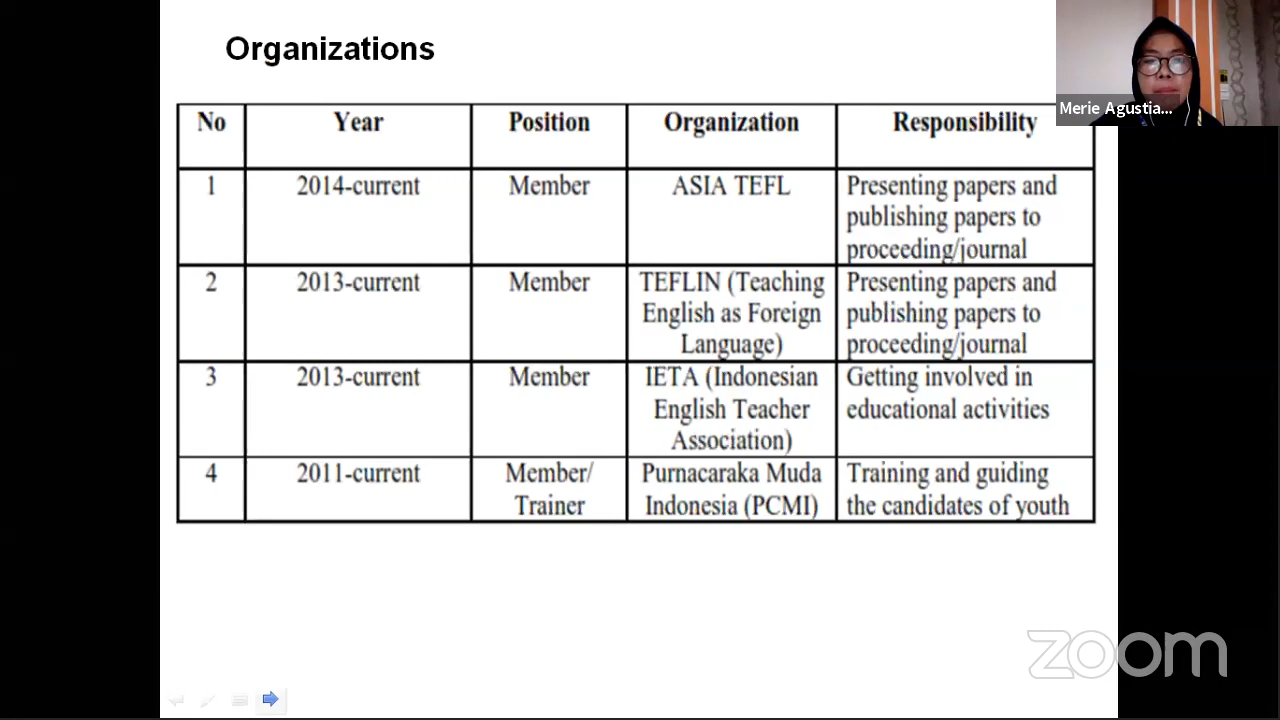 Organizations
Merie Agustia...
No Year Position Organization Responsibility
1 2014-current Member ASIA TEFL Presenting papers and
publishing papers to
proceeding/journal
2 2013-current Member TEFLIN (Teaching Presenting papers and
English as Foreign publishing papers to
Language) proceeding/journal
3 2013-current Member IETA (Indonesian Getting involved in
English Teacher educational activities
Association)
4 2011-current Member/ Purnacaraka Muda Training and guiding
Trainer Indonesia (PCMI) the candidates of youth
zoom